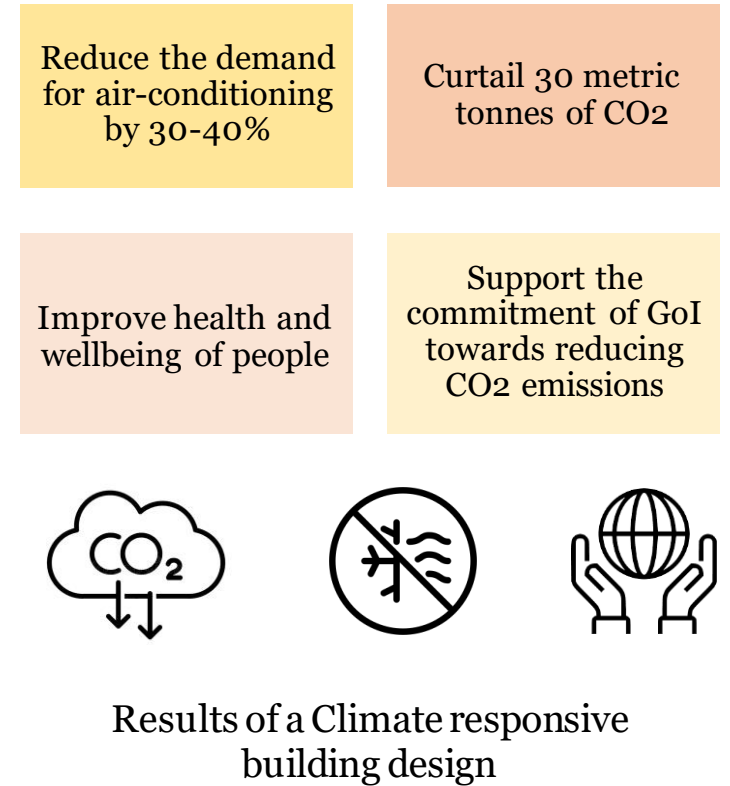 Reduce the demand
for air-conditioning
by 30-40%
Curtail 30 metric
tonnes of CO2
Improve health and
wellbeing of people
Support the
commitment of GoI
towards reducing
CO2 emissions
CO2
Results of a Climate responsive
building design